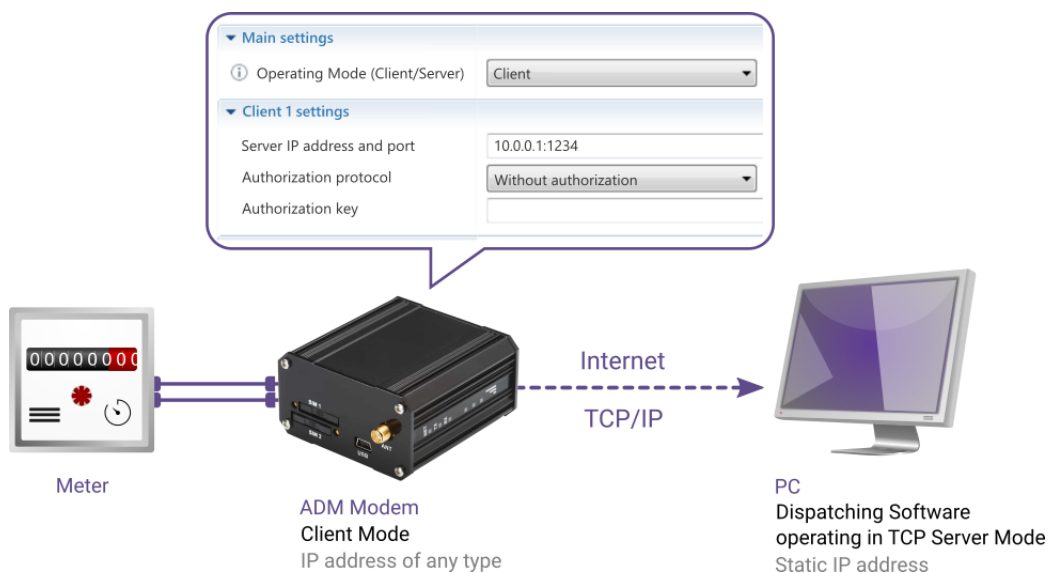 Main settings
Operating Mode (Client/Server) Client
Client 1 settings
Server IP address and port 10.0.0.1:1234
Authorization protocol Without authorization
Authorization key
00000000
SIM 1
SIM 2
USB
ANT
Internet
TCP/IP
Meter
ADM Modem
Client Mode
IP address of any type
PC
Dispatching Software
operating in TCP Server Mode
Static IP address